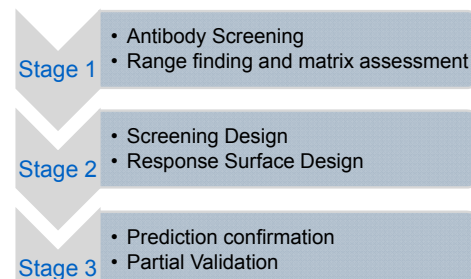 Stage 1
• Antibody Screening
• Range finding and matrix assessment
Stage 2
• Screening Design
• Response Surface Design
Stage 3
• Prediction confirmation
• Partial Validation